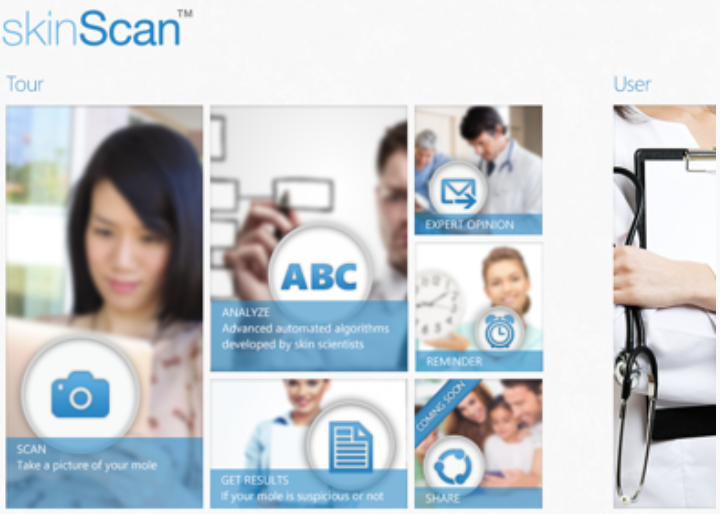 skinScan™
Tour
User
SCAN
Take a picture of your mole
ABC
ANALYZE
Advanced automated algorithms
developed by skin scientists
GET RESULTS
If your mole is suspicious or not
EXPERT OPINION
REMINDER
COMING SOON
SHARE